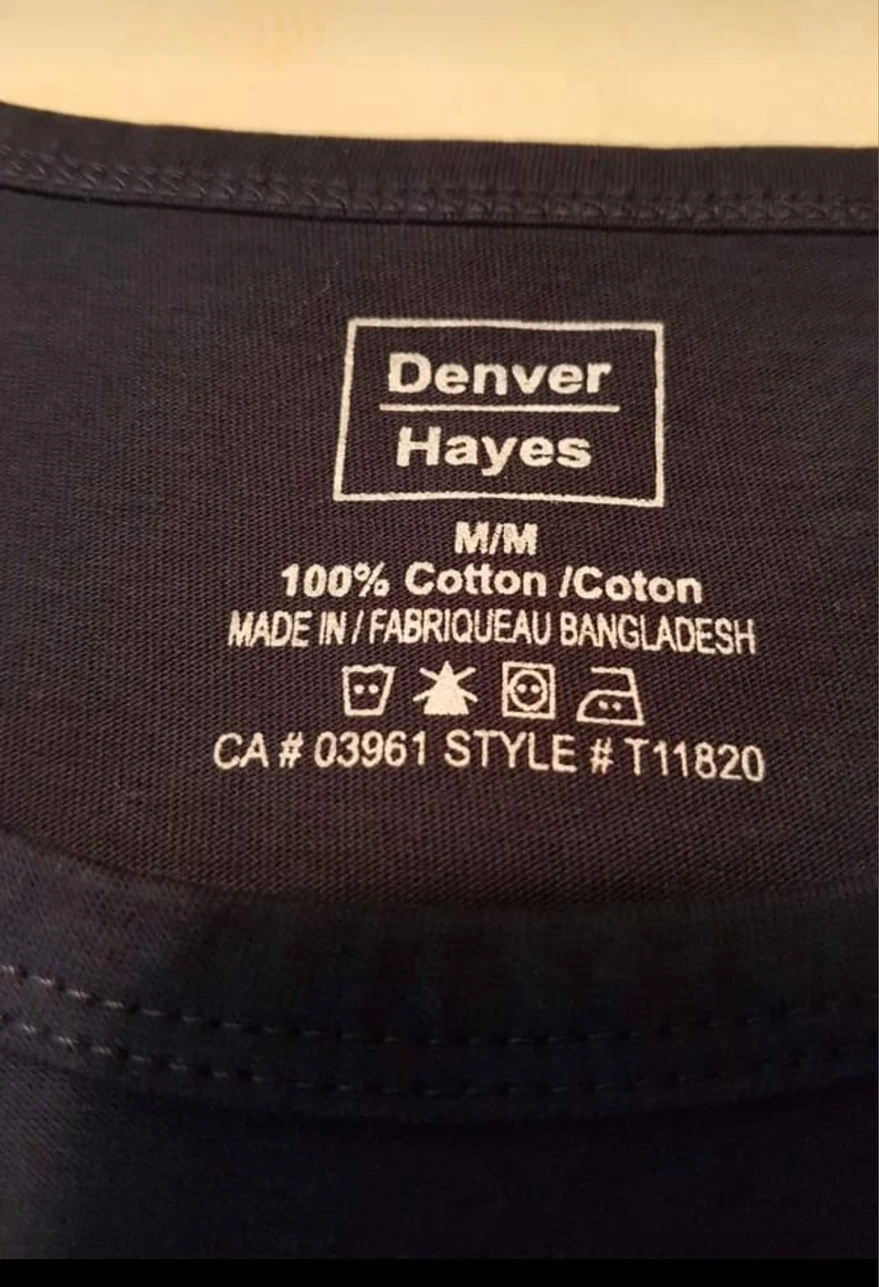 Denver
Hayes
M/M
100% Cotton /Coton
MADE IN / FABRIQUEAU BANGLADESH
CA # 03961 STYLE # T11820